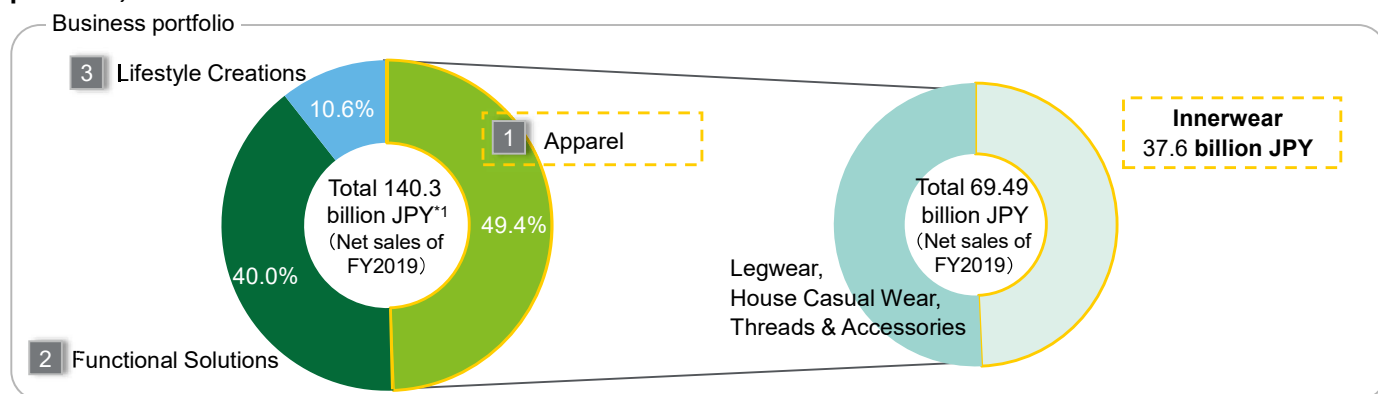 Business portfolio
3 Lifestyle Creations
10.6%
1 Apparel
Total 140.3
billion JPY*1
（Net sales of
FY2019）
49.4%
40.0%
2 Functional Solutions
Innerwear
37.6 billion JPY
Total 69.49
billion JPY
（Net sales of
FY2019）
Legwear,
House Casual Wear,
Threads & Accessories